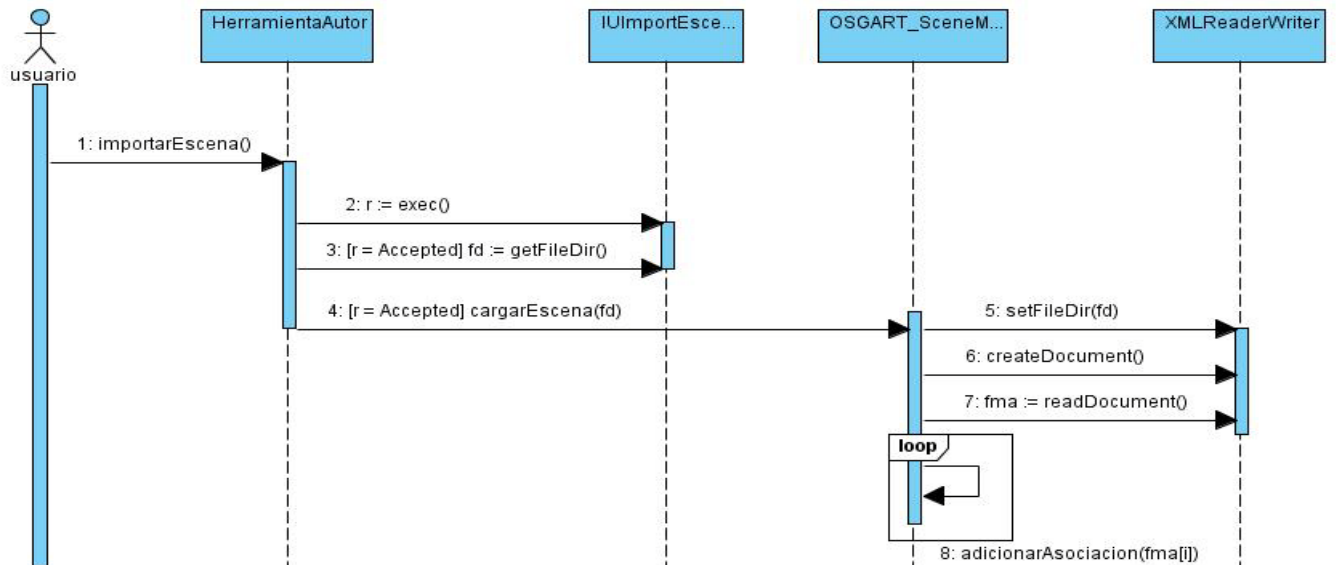 HerramientaAutor
IUImportEsce...
OSGART_SceneM...
XMLReaderWriter
usuario
1: importarEscena()
2: r := exec()
3: [r = Accepted] fd := getFileDir()
4: [r = Accepted] cargarEscena(fd)
5: setFileDir(fd)
6: createDocument()
7: fma := readDocument()
loop
8: adicionarAsociacion(fma[i])